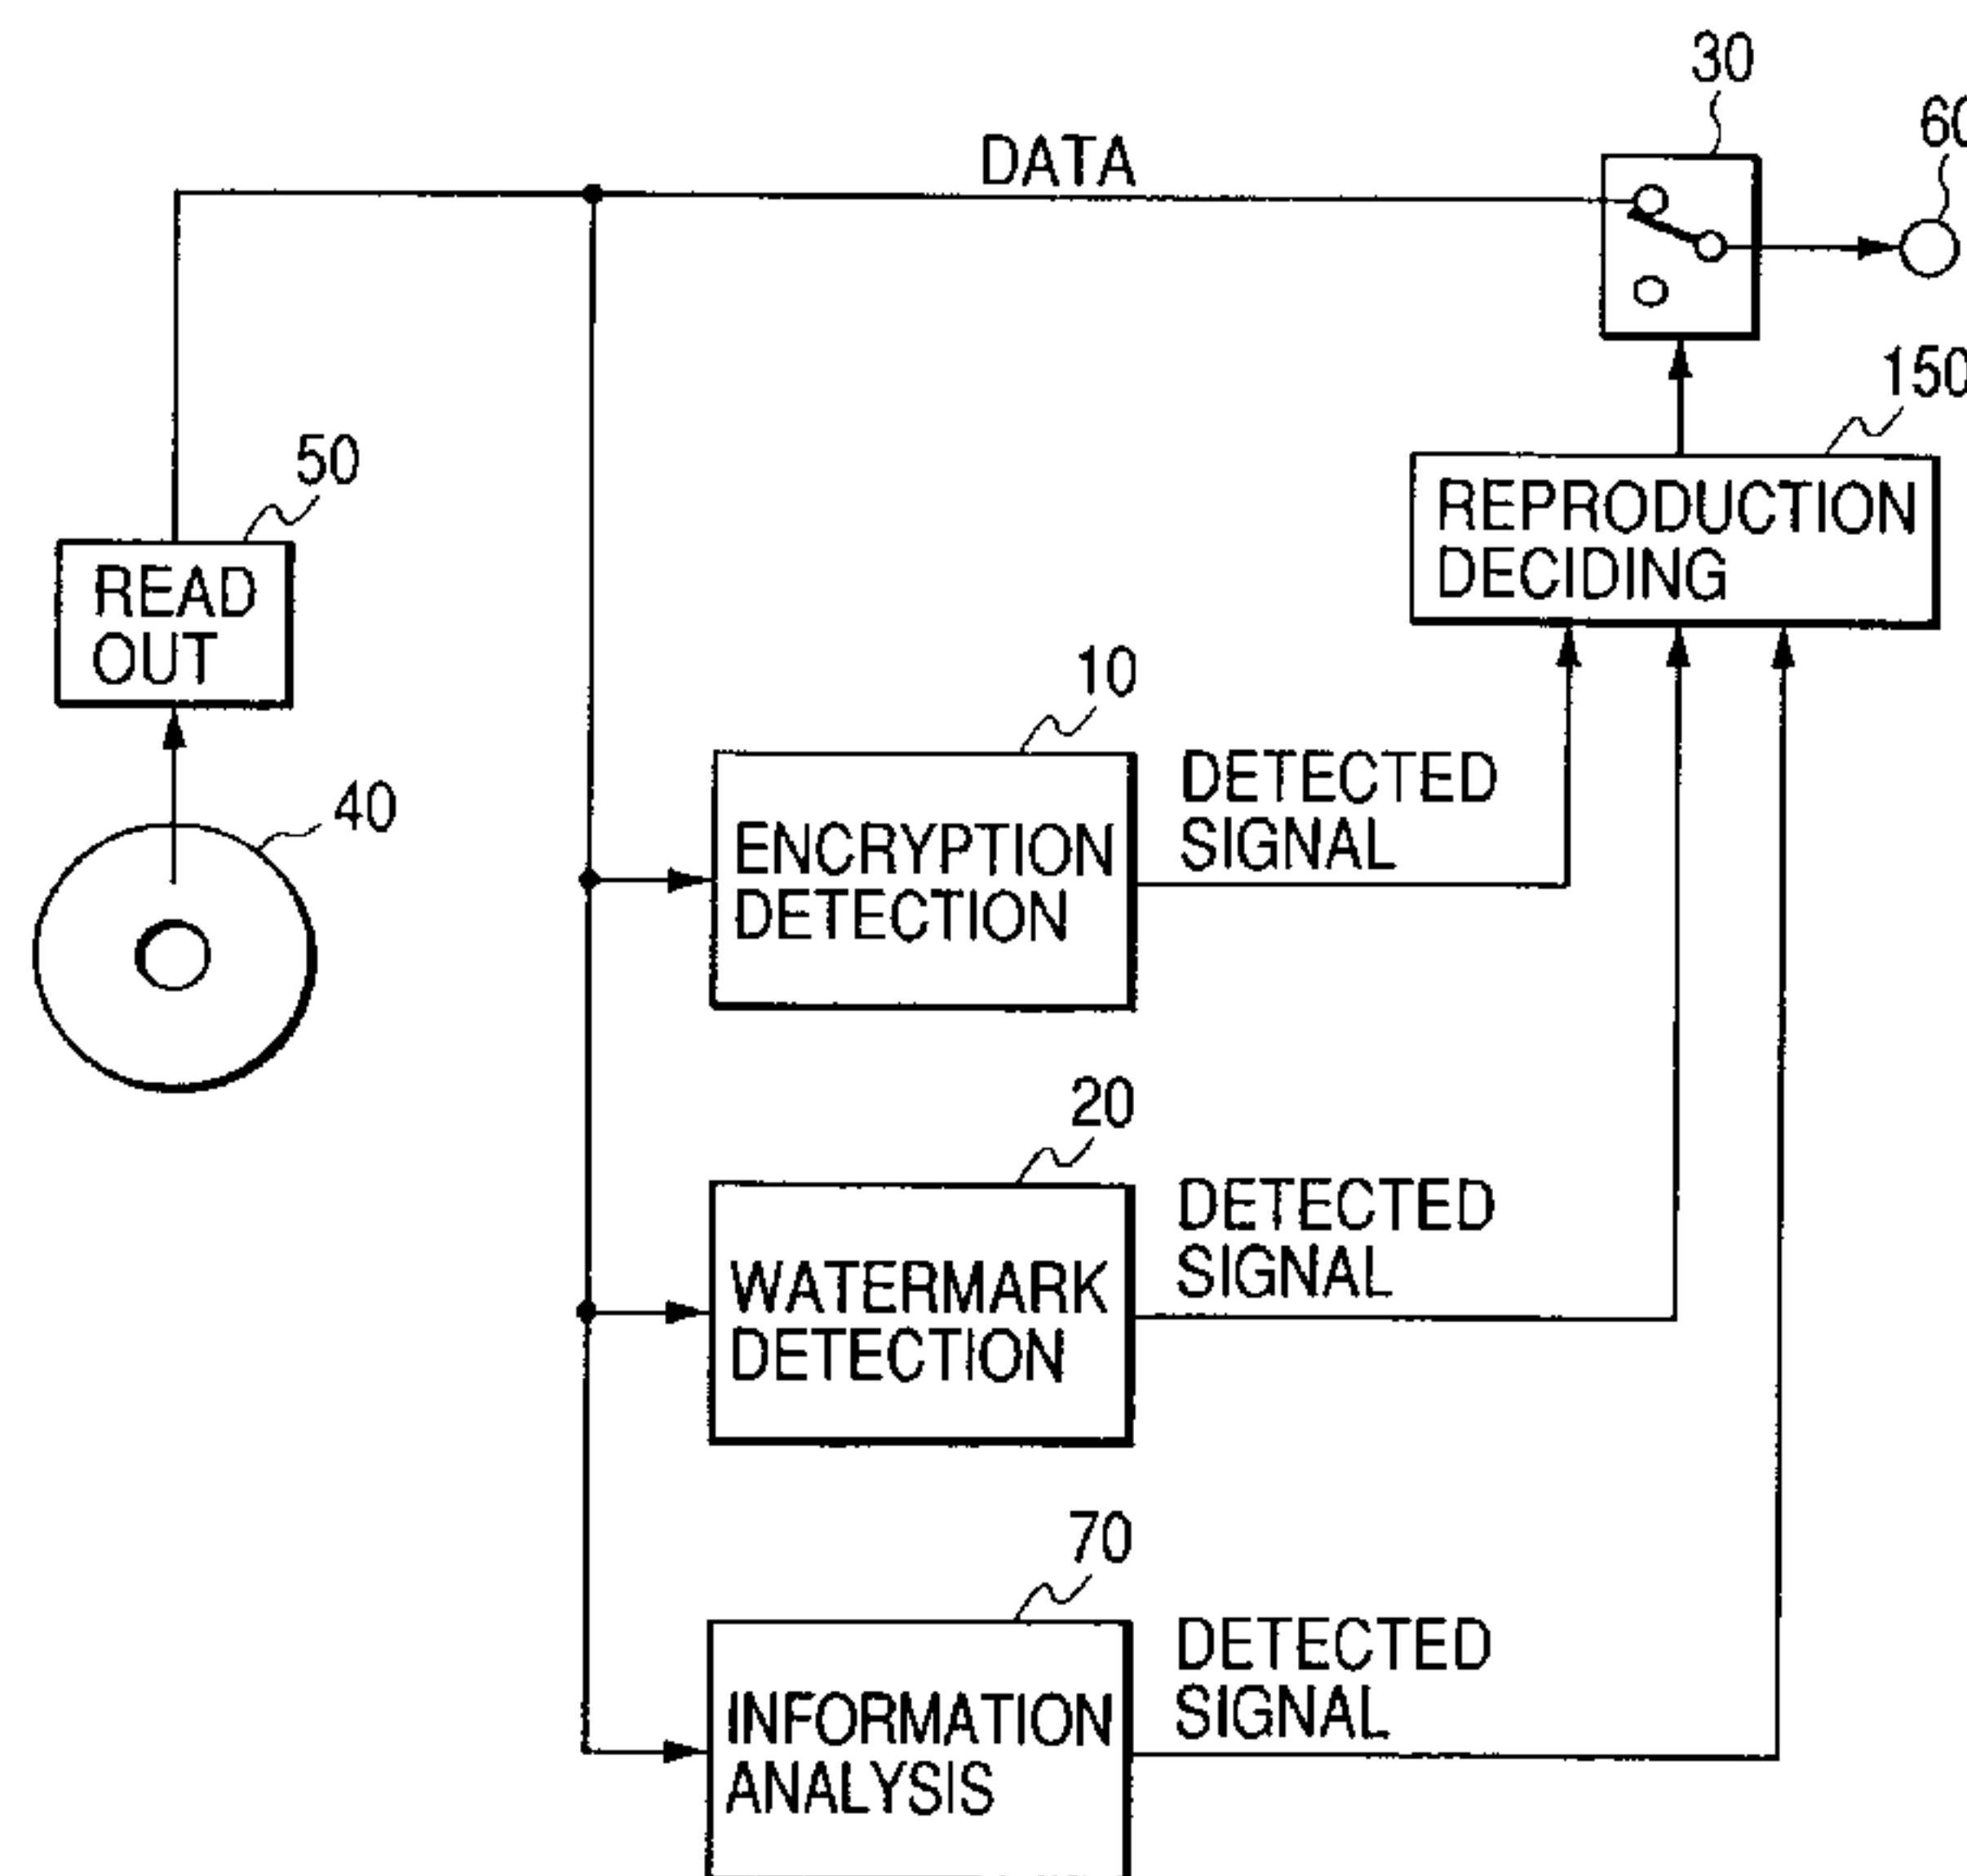 30
60
DATA
150
50
REPRODUCTION
DECIDING
READ
OUT
10
DETECTED
SIGNAL
40
ENCRYPTION
DETECTION
20
DETECTED
SIGNAL
WATERMARK
DETECTION
70
DETECTED
SIGNAL
INFORMATION
ANALYSIS